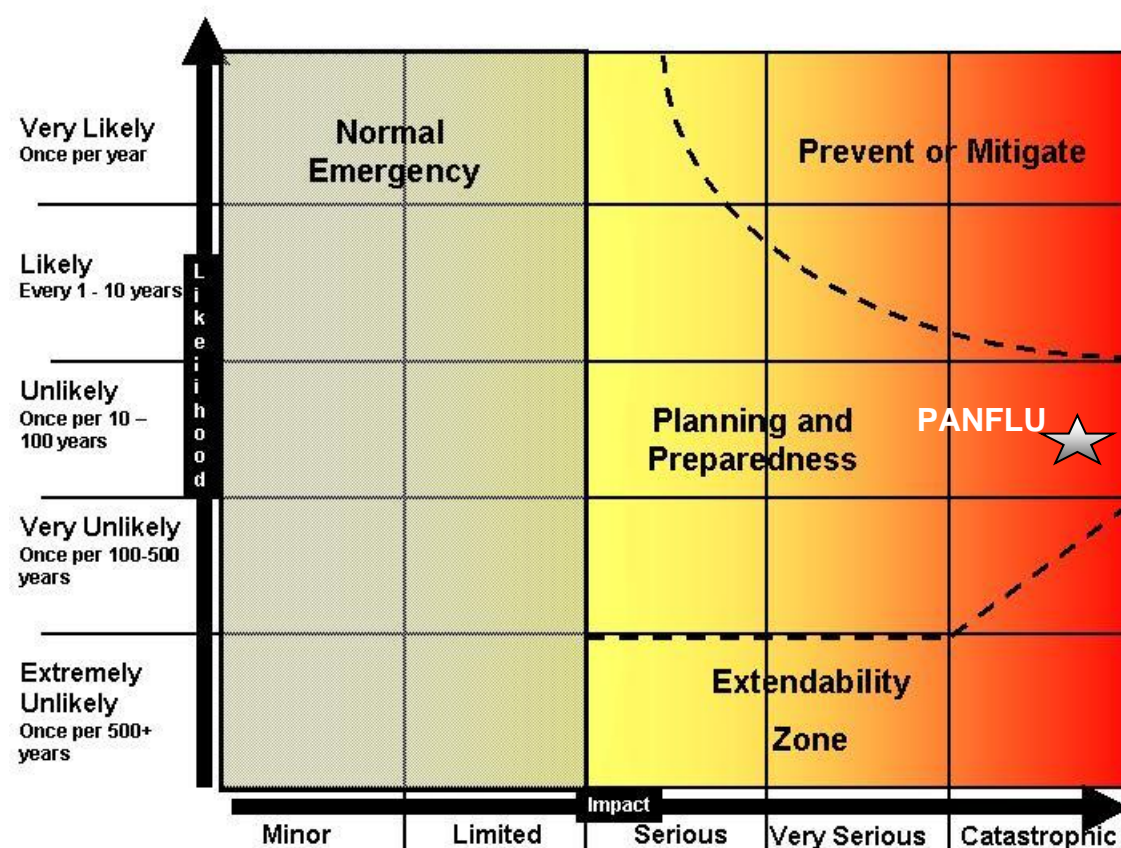 Very Likely
Once per year
Normal
Emergency
Prevent or Mitigate
Likely
Every 1 - 10 years
Likelihood
Unlikely
Once per 10 –
100 years
Planning and
Preparedness
PANFLU
Very Unlikely
Once per 100-500
years
Extremely
Unlikely
Once per 500+
years
Extendability
Zone
Impact
Minor
Limited
Serious
Very Serious
Catastrophic